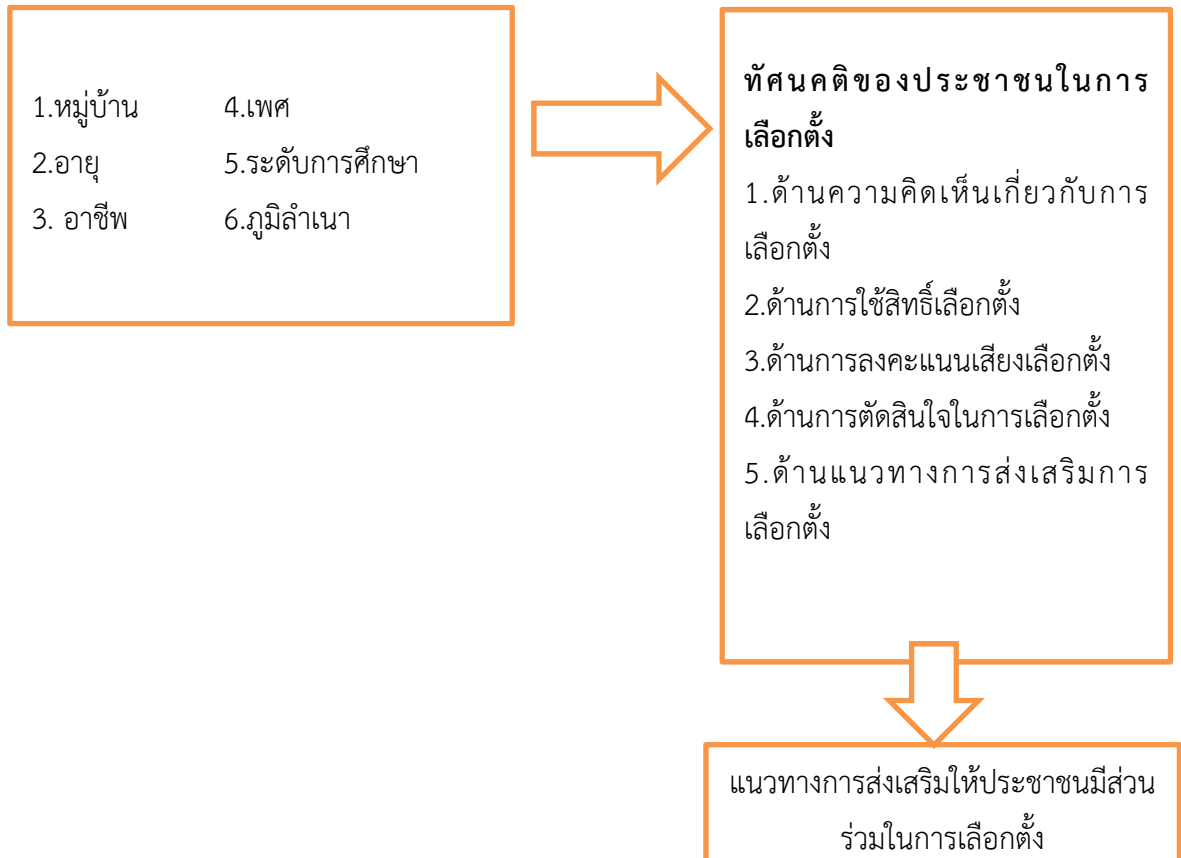 1.หมู่บ้าน 4.เพศ
2.อายุ 5.ระดับการศึกษา
3. อาชีพ 6.ภูมิลำเนา
ทัศนคติของประชาชนในการ
เลือกตั้ง
1.ด้านความคิดเห็นเกี่ยวกับการ
เลือกตั้ง
2.ด้านการใช้สิทธิ์เลือกตั้ง
3.ด้านการลงคะแนนเสียงเลือกตั้ง
4.ด้านการตัดสินใจในการเลือกตั้ง
5.ด้านแนวทางการส่งเสริมการ
เลือกตั้ง
แนวทางการส่งเสริมให้ประชาชนมีส่วน
ร่วมในการเลือกตั้ง